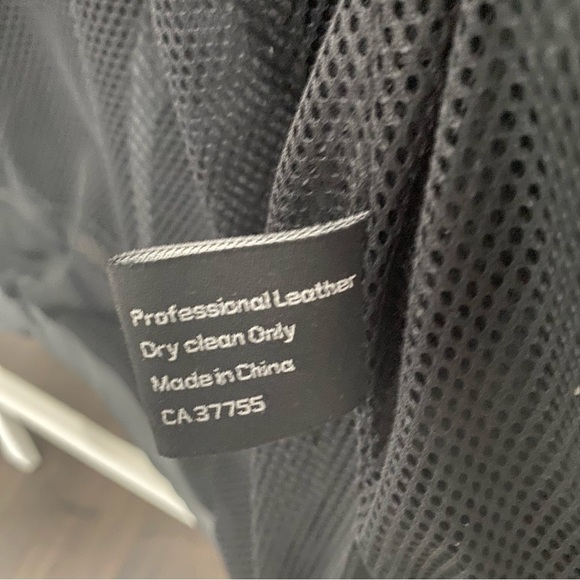 Professional Leather
Dry clean Only
Made in China
CA 37755